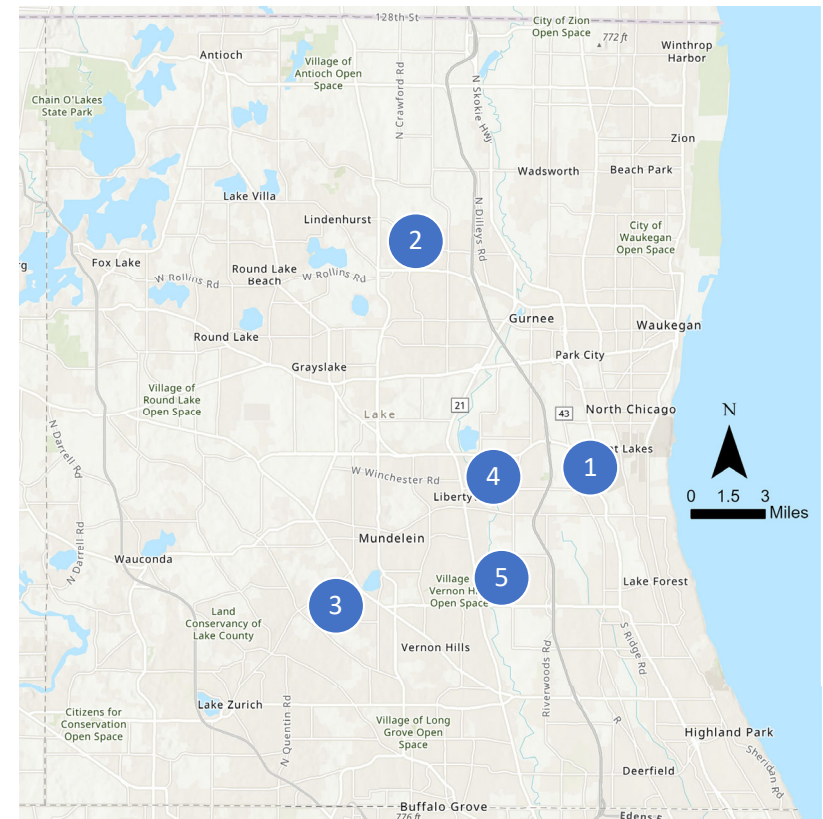 128th St
City of Zion
Open Space
772 ft
Winthrop
Harbor
Antioch
Village of
Antioch Open
Space
N Crawford Rd
N Skokie Hwy
Chain O'Lakes
State Park
Zion
Wadsworth
Beach Park
Lake Villa
Lindenhurst
N Dilleys Rd
City of
Waukegan
Open Space
2
rg
Fox Lake
W Rollins Rd
Round Lake
Beach
W Rollins Rd
Gurnee
Waukegan
Round Lake
Park City
Grayslake
Village of
Round Lake
Open Space
Lake
21
43
North Chicago
N
N Darrell Rd
t Lakes
1
4
W Winchester Rd
Liberty
0 1.5 3
Miles
Mundelein
N Darrell Rd
Wauconda
5
Lake Forest
Village
Vernon H
Open Space
3
Land
Conservancy of
Lake County
S Ridge Rd
Vernon Hills
Riverwoods Rd
Lake Zurich
N Quentin Rd
Citizens for
Conservation
Open Space
Village of Long
Grove Open
Space
R
Highland Park
Sheridan Rd
Deerfield
Buffalo Grove
776 ft
Edens E